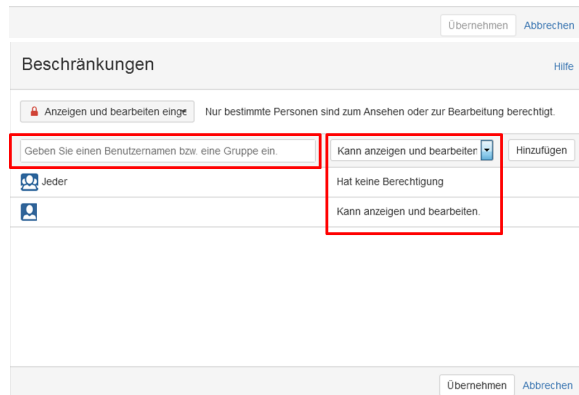 Übernehmen Abbrechen
Beschränkungen Hilfe
Anzeigen und bearbeiten einge Nur bestimmte Personen sind zum Ansehen oder zur Bearbeitung berechtigt.
Geben Sie einen Benutzernamen bzw. eine Gruppe ein. Kann anzeigen und bearbeiten Hinzufügen
Jeder Hat keine Berechtigung
Kann anzeigen und bearbeiten.
Übernehmen Abbrechen